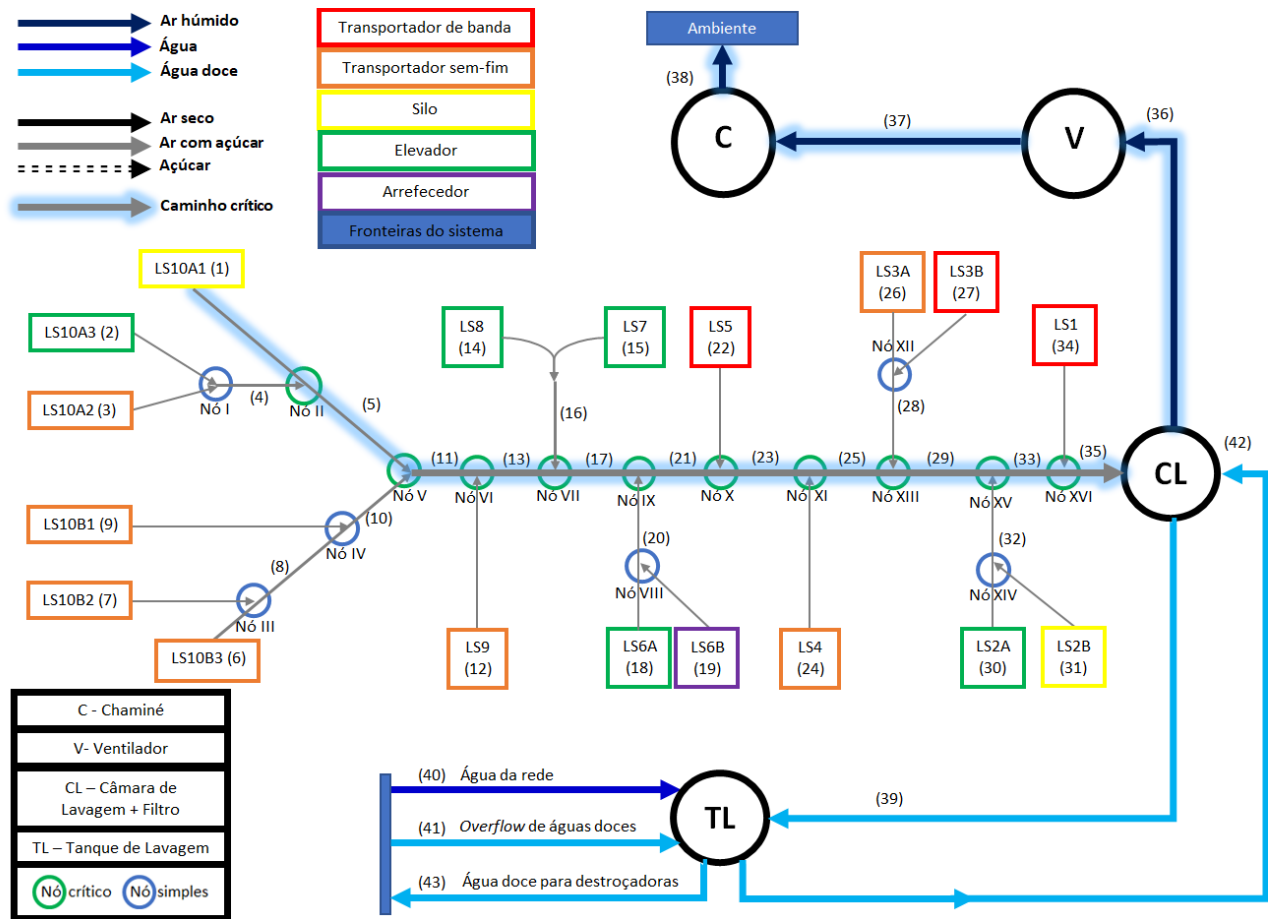 Ar húmido
Água
Água doce
Ar seco
Ar com açúcar
Açúcar
Caminho crítico
Transportador de banda
Transportador sem-fim
Silo
Elevador
Arrefecedor
Fronteiras do sistema
Ambiente
(38)
C
(37)
V
(36)
LS10A1 (1)
LS10A3 (2)
LS10A2 (3)
Nó I
(4)
Nó II
(5)
LS10B1 (9)
LS10B2 (7)
LS10B3 (6)
Nó III
(8)
Nó IV
(10)
Nó V
(11)
Nó VI
(13)
Nó VII
(17)
Nó IX
(21)
Nó X
(23)
Nó XI
(25)
Nó XIII
(29)
Nó XV
(33)
Nó XVI
(35)
LS8
(14)
LS7
(15)
(16)
LS5
(22)
LS3A
(26)
LS3B
(27)
Nó XII
(28)
LS1
(34)
CL
(42)
LS9
(12)
(20)
Nó VIII
LS6A
(18)
LS6B
(19)
LS4
(24)
(32)
Nó XIV
LS2A
(30)
LS2B
(31)
C - Chaminé
V- Ventilador
CL – Câmara de
Lavagem + Filtro
TL – Tanque de Lavagem
Nó crítico
Nó simples
(40) Água da rede
(41) Overflow de águas doces
(43) Água doce para destroçadoras
TL
(39)